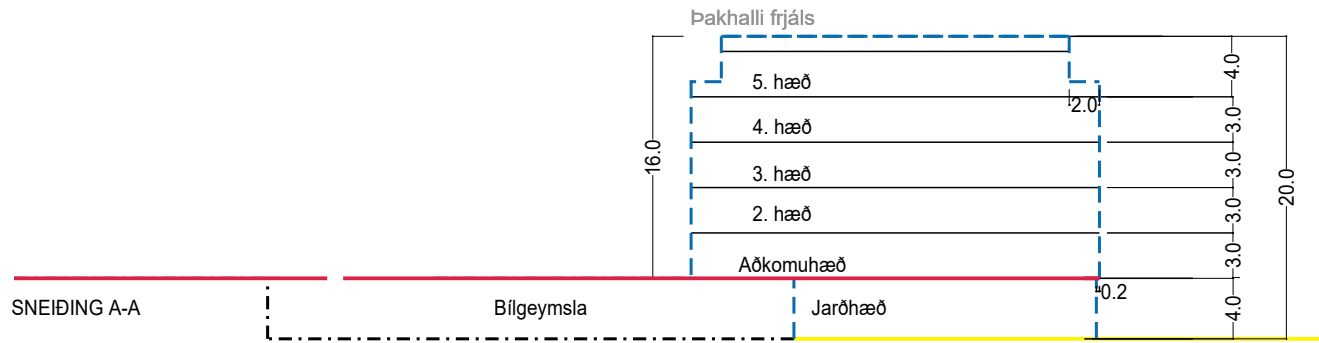 Þakhalli frjáls
5. hæð
4.0
2.0
4. hæð
3.0
16.0
3. hæð
3.0
20.0
2. hæð
3.0
Aðkomuhæð
3.0
SNEIÐING A-A
Bílgeymsla
Jarðhæð
0.2
4.0